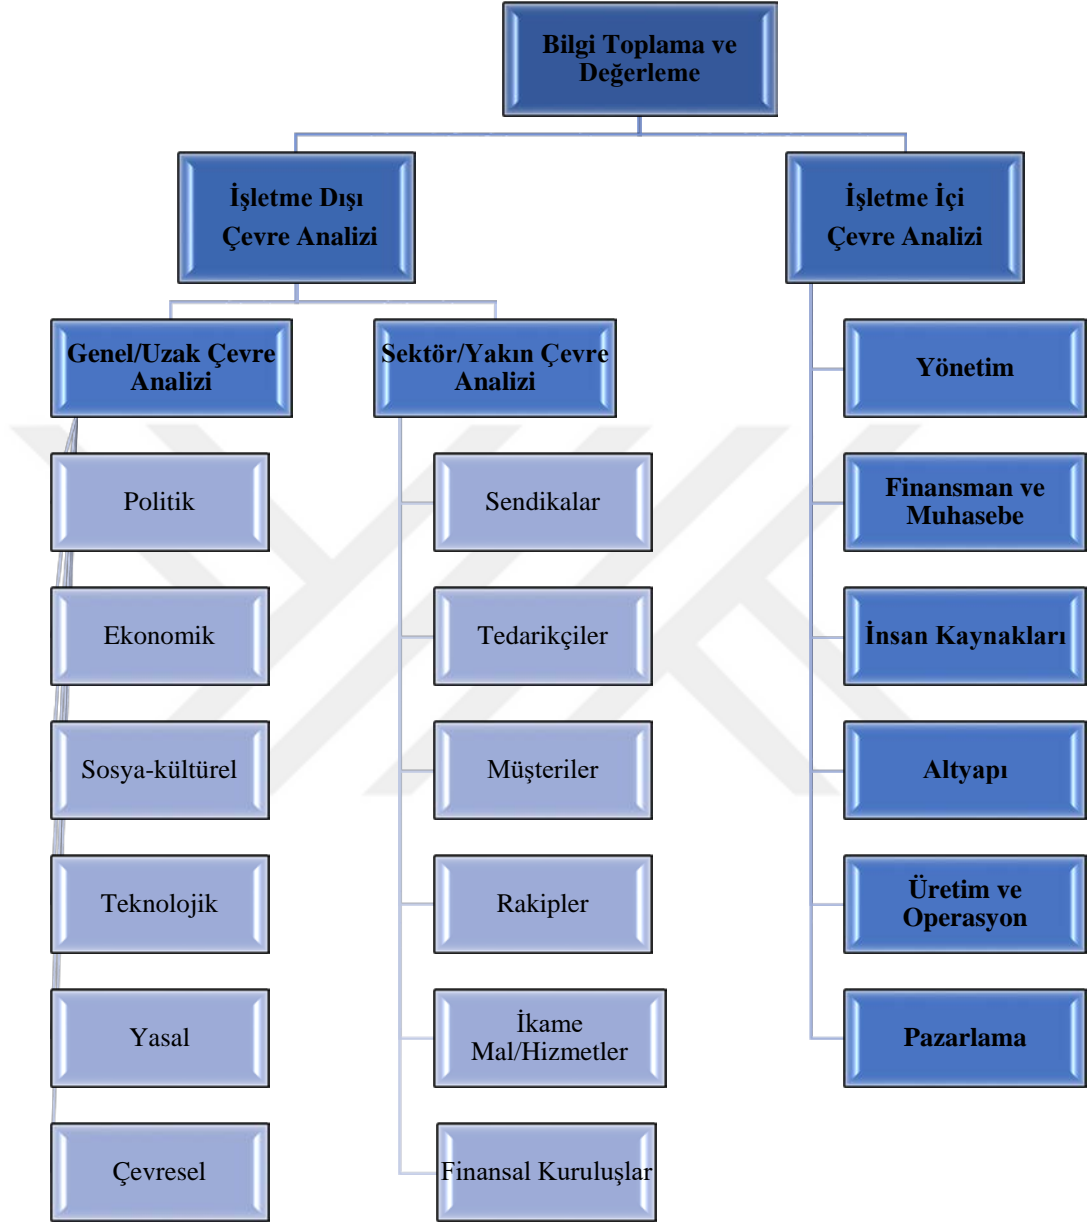 Bilgi Toplama ve
Değerleme
İşletme Dışı
Çevre Analizi
İşletme İçi
Çevre Analizi
Genel/Uzak Çevre
Analizi
Sektör/Yakın Çevre
Analizi
Yönetim
Politik
Sendikalar
Finansman ve
Muhasebe
Ekonomik
Tedarikçiler
İnsan Kaynakları
Sosya-kültürel
Müşteriler
Altyapı
Teknolojik
Rakipler
Üretim ve
Operasyon
Yasal
İkame
Mal/Hizmetler
Pazarlama
Çevresel
Finansal Kuruluşlar